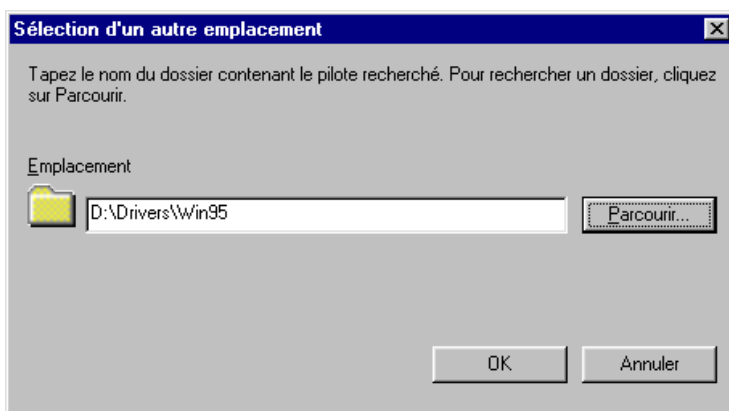 Sélection d'un autre emplacement
Tapez le nom du dossier contenant le pilote recherché. Pour rechercher un dossier, cliquez
sur Parcourir.
Emplacement
D:\Drivers\Win95
Parcourir...
OK
Annuler